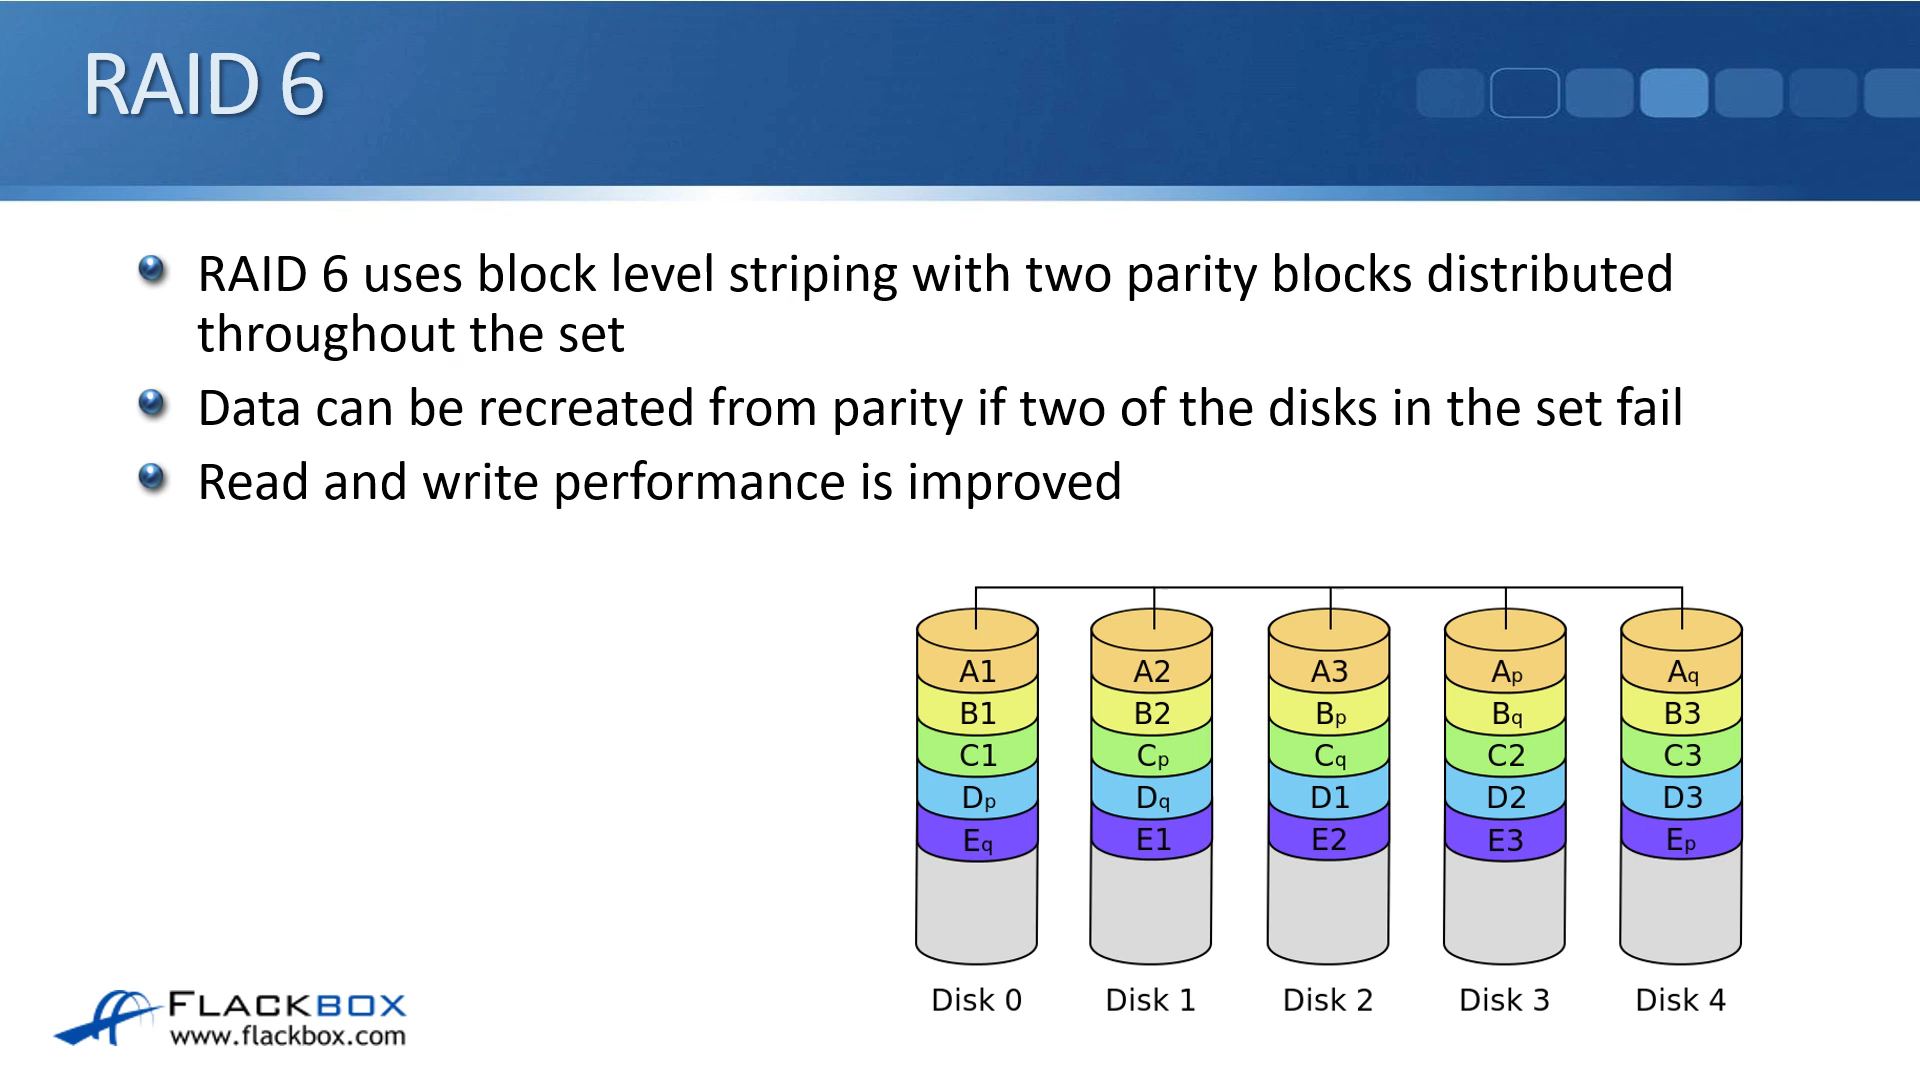 RAID 6
RAID 6 uses block level striping with two parity blocks distributed
throughout the set
Data can be recreated from parity if two of the disks in the set fail
Read and write performance is improved
A1 A2 A3 Ap Aq
B1 B2 Bp Bq B3
C1 Cp Cq C2 C3
Dp Dq D1 D2 D3
Eq E1 E2 E3 Ep
Disk 0 Disk 1 Disk 2 Disk 3 Disk 4
FLACKBOX
www.flackbox.com